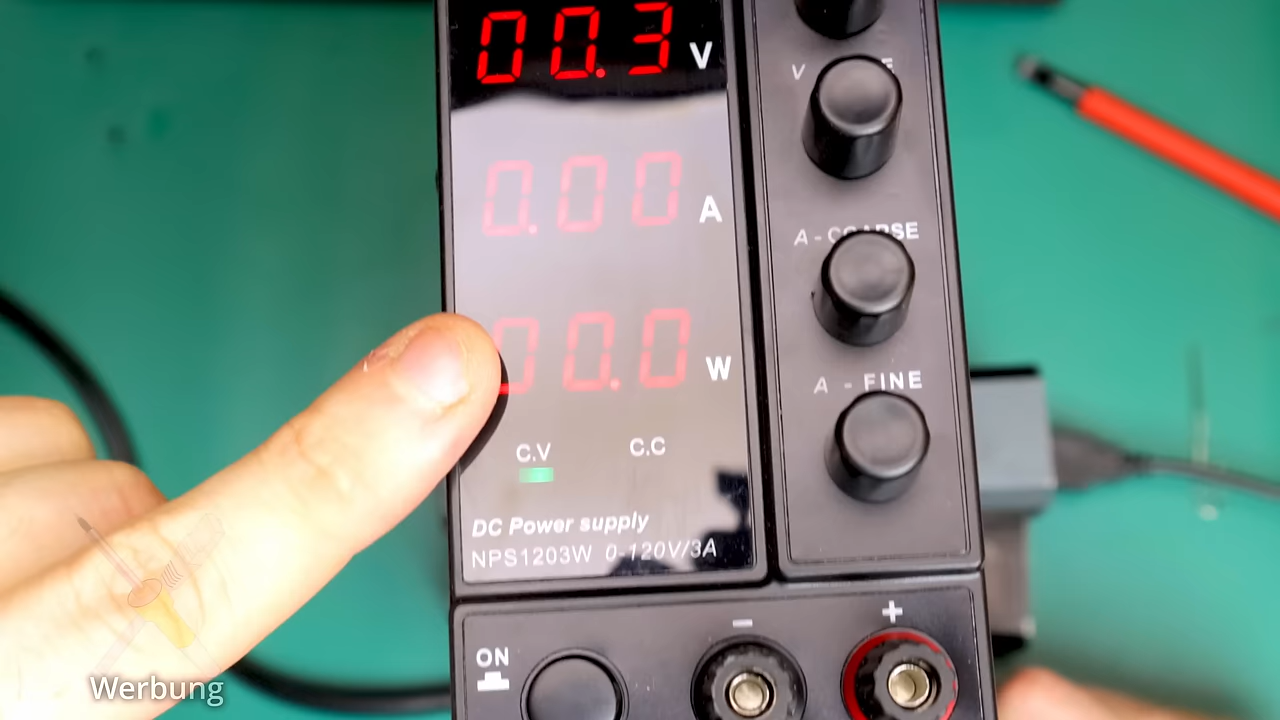 00.3 V
V E
0.00 A
A - COARSE
00.0 W
A - FINE
C.V C.C
DC Power supply
NPS1203W 0-120V/3A
− +
ON
Werbung